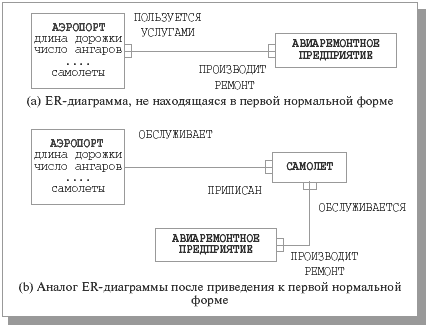 АЭРОПОРТ
длина дорожки
число ангаров
....
самолеты
ПОЛЬЗУЕТСЯ
УСЛУГАМИ
АВИАРЕМОНТНОЕ
ПРЕДПРИЯТИЕ
ПРОИЗВОДИТ
РЕМОНТ
(a) ER-диаграмма, не находящаяся в первой нормальной форме
АЭРОПОРТ
длина дорожки
число ангаров
....
самолеты
ОБСЛУЖИВАЕТ
САМОЛЕТ
ПРИПИСАН
ОБСЛУЖИВАЕТСЯ
АВИАРЕМОНТНОЕ
ПРЕДПРИЯТИЕ
ПРОИЗВОДИТ
РЕМОНТ
(b) Аналог ER-диаграммы после приведения к первой нормальной
форме